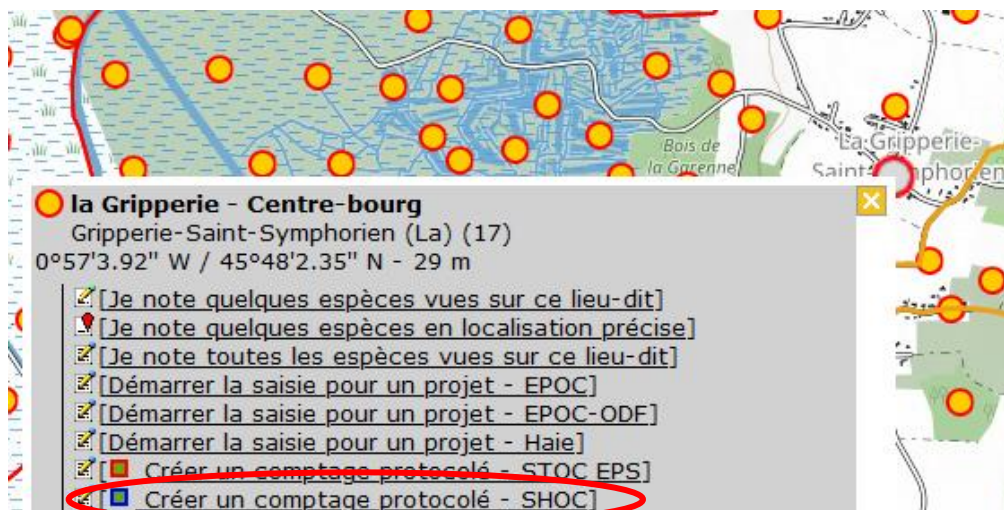 Bois de
la Garenne
La Gripperie-
Saint-Symphorien
la Gripperie - Centre-bourg
Gripperie-Saint-Symphorien (La) (17)
0°57'3.92" W / 45°48'2.35" N - 29 m
[Je note quelques espèces vues sur ce lieu-dit]
[Je note quelques espèces en localisation précise]
[Je note toutes les espèces vues sur ce lieu-dit]
[Démarrer la saisie pour un projet - EPOC]
[Démarrer la saisie pour un projet - EPOC-ODF]
[Démarrer la saisie pour un projet - Haie]
[ Créer un comptage protocolé - STOC EPS]
[ Créer un comptage protocolé - SHOC]